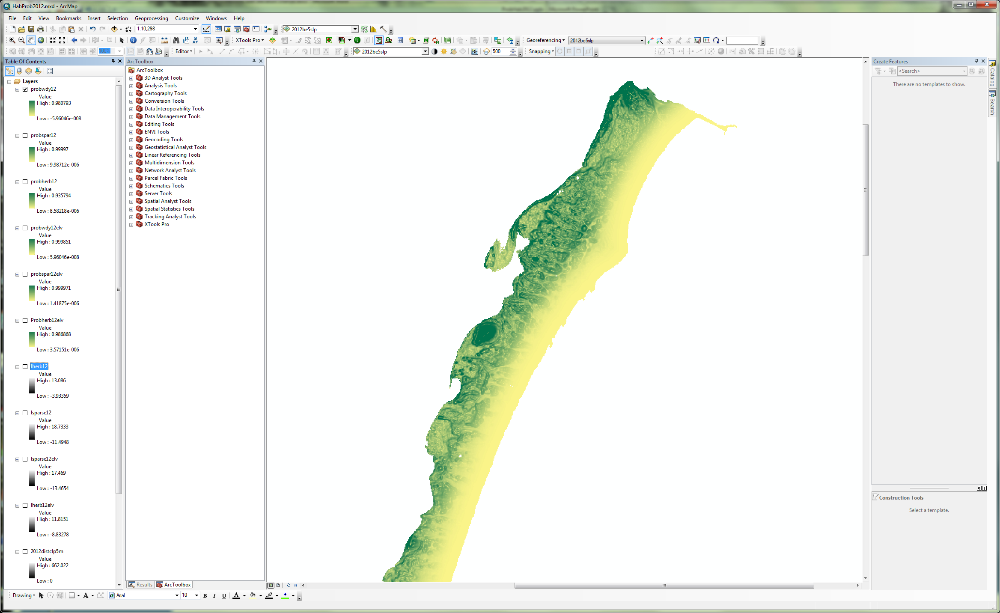 HabProb2012.mxd - ArcMap
File Edit View Bookmarks Insert Selection Geoprocessing Customize Windows Help
1:10,298 2012be5slp
XTools Pro Georeferencing 2012be5slp
100% Editor 2012be5slp 500 Snapping
Table Of Contents
Layers
probwdy12
Value
High : 0.980793
Low : -5.96046e-008
probspar12
Value
High : 0.99997
Low : 9.98712e-006
probherb12
Value
High : 0.935794
Low : 8.58218e-006
probwdy12elv
Value
High : 0.999851
Low : 5.96046e-008
probspar12elv
Value
High : 0.999971
Low : 1.41875e-006
Probherb12elv
Value
High : 0.986868
Low : 3.57151e-006
lherb12
Value
High : 13.086
Low : -3.93359
lsparse12
Value
High : 18.7333
Low : -11.4948
lsparse12elv
Value
High : 17.469
Low : -13.4654
lherb12elv
Value
High : 11.8151
Low : -8.83278
2012distclp5m
Value
High : 662.022
Low : 0
ArcToolbox
ArcToolbox
3D Analyst Tools
Analysis Tools
Cartography Tools
Conversion Tools
Data Interoperability Tools
Data Management Tools
Editing Tools
ENVI Tools
Geocoding Tools
Geostatistical Analyst Tools
Linear Referencing Tools
Multidimension Tools
Network Analyst Tools
Parcel Fabric Tools
Schematics Tools
Server Tools
Spatial Analyst Tools
Spatial Statistics Tools
Tracking Analyst Tools
XTools Pro
Results ArcToolbox
Create Features
<Search>
There are no templates to show.
Construction Tools
Select a template.
Catalog
Search
Drawing A Arial 10 B I U A